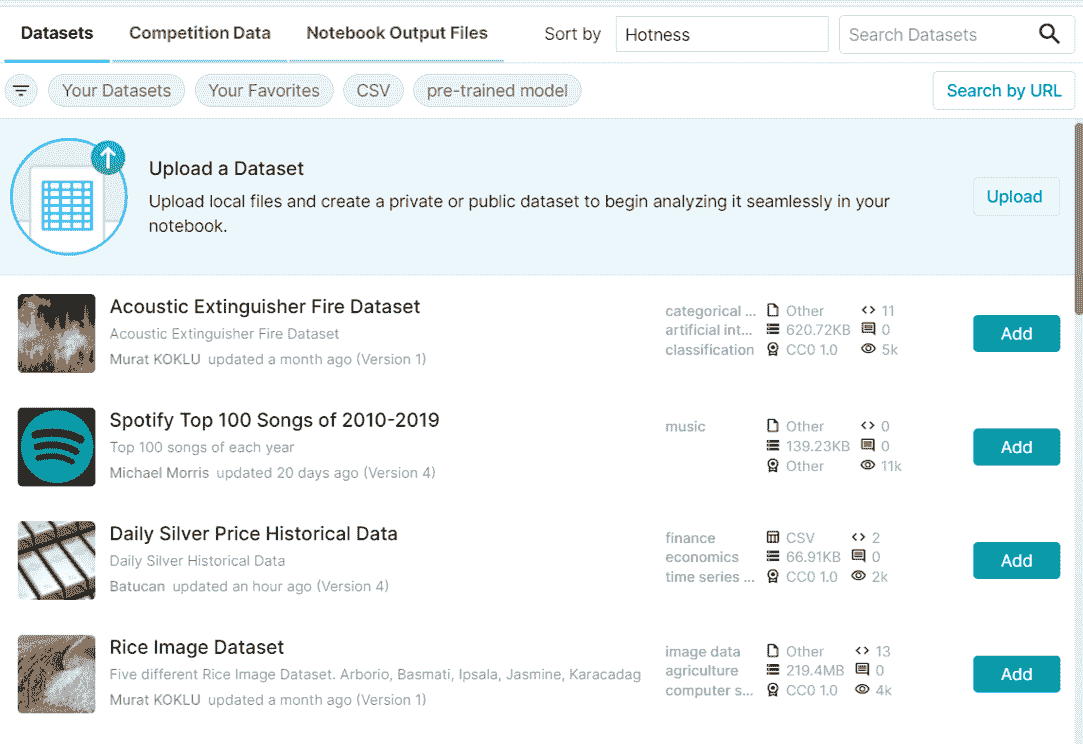 Datasets
Competition Data
Notebook Output Files
Sort by
Hotness
Search Datasets
Your Datasets
Your Favorites
CSV
pre-trained model
Search by URL
Upload a Dataset
Upload local files and create a private or public dataset to begin analyzing it seamlessly in your
notebook.
Upload
Acoustic Extinguisher Fire Dataset
Acoustic Extinguisher Fire Dataset
Murat KOKLU updated a month ago (Version 1)
categorical ... Other 11
artificial int... 620.72KB 0
classification CC0 1.0 5k
Add
Spotify Top 100 Songs of 2010-2019
Top 100 songs of each year
Michael Morris updated 20 days ago (Version 4)
music Other 0
139.23KB 0
Other 11k
Add
Daily Silver Price Historical Data
Daily Silver Historical Data
Batucan updated an hour ago (Version 4)
finance CSV 2
economics 66.91KB 0
time series ... CC0 1.0 2k
Add
Rice Image Dataset
Five different Rice Image Dataset. Arborio, Basmati, Ipsala, Jasmine, Karacadag
Murat KOKLU updated a month ago (Version 1)
image data Other 13
agriculture 219.4MB 0
computer s... CC0 1.0 4k
Add